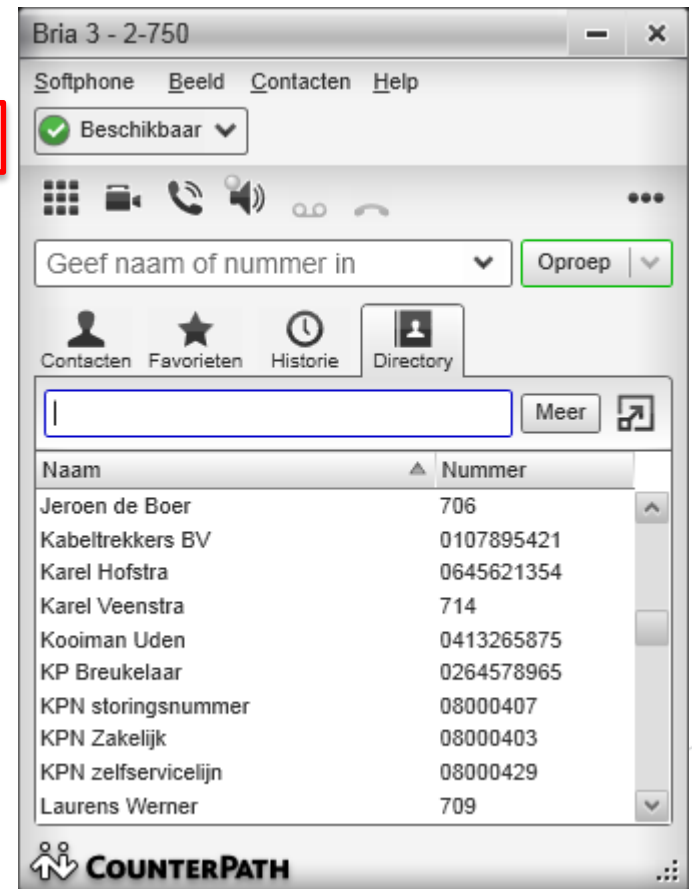 Bria 3 - 2-750
Softphone Beeld Contacten Help
Beschikbaar
Geef naam of nummer in Oproep
Contacten Favorieten Historie Directory
Meer
Naam Nummer
Jeroen de Boer 706
Kabeltrekkers BV 0107895421
Karel Hofstra 0645621354
Karel Veenstra 714
Kooiman Uden 0413265875
KP Breukelaar 0264578965
KPN storingsnummer 08000407
KPN Zakelijk 08000403
KPN zelfservicelijn 08000429
Laurens Werner 709
COUNTERPATH